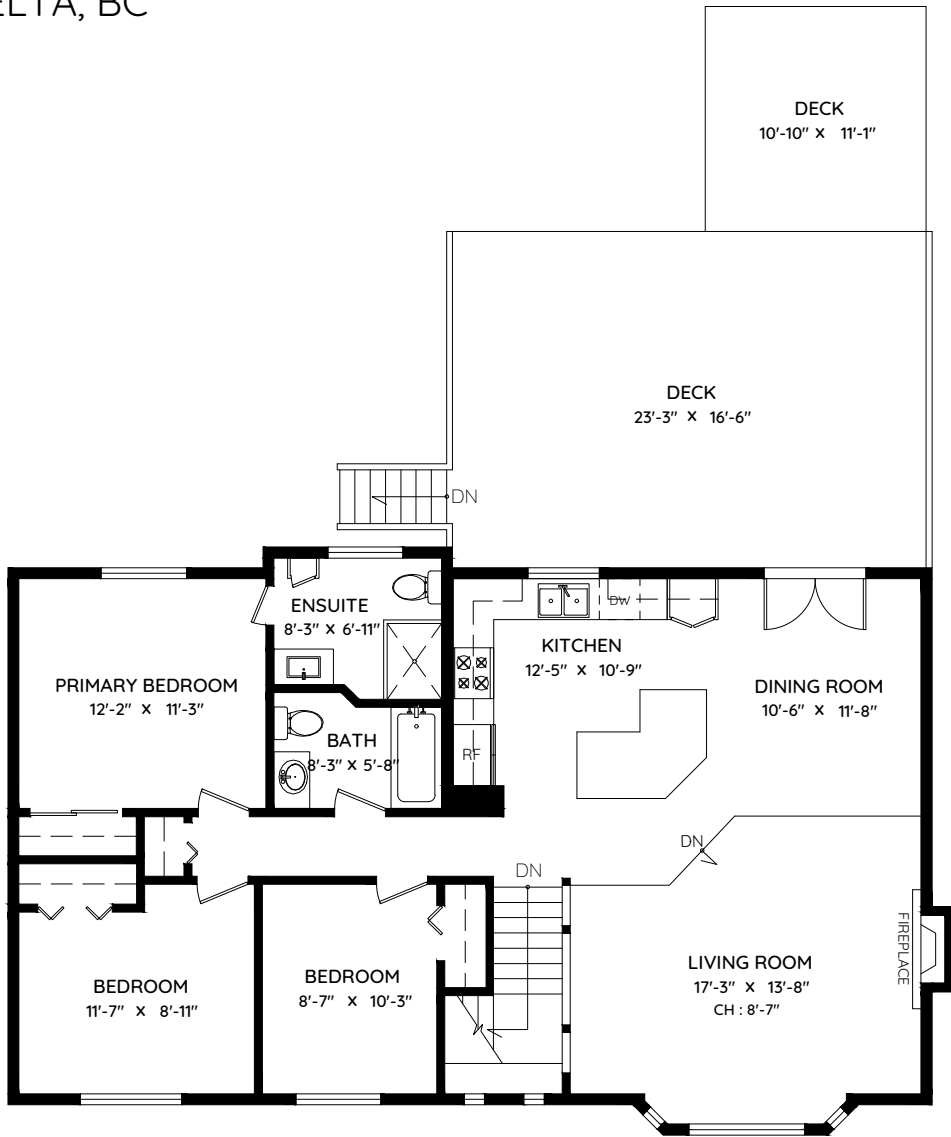 DELTA, BC
DECK
10'-10" X 11'-1"
DECK
23'-3" X 16'-6"
DN
ENSUITE
8'-3" X 6'-11"
DW
KITCHEN
12'-5" X 10'-9"
PRIMARY BEDROOM
12'-2" X 11'-3"
DINING ROOM
10'-6" X 11'-8"
BATH
8'-3" X 5'-8"
RF
DN
DN
FIREPLACE
LIVING ROOM
17'-3" X 13'-8"
CH : 8'-7"
BEDROOM
8'-7" X 10'-3"
BEDROOM
11'-7" X 8'-11"